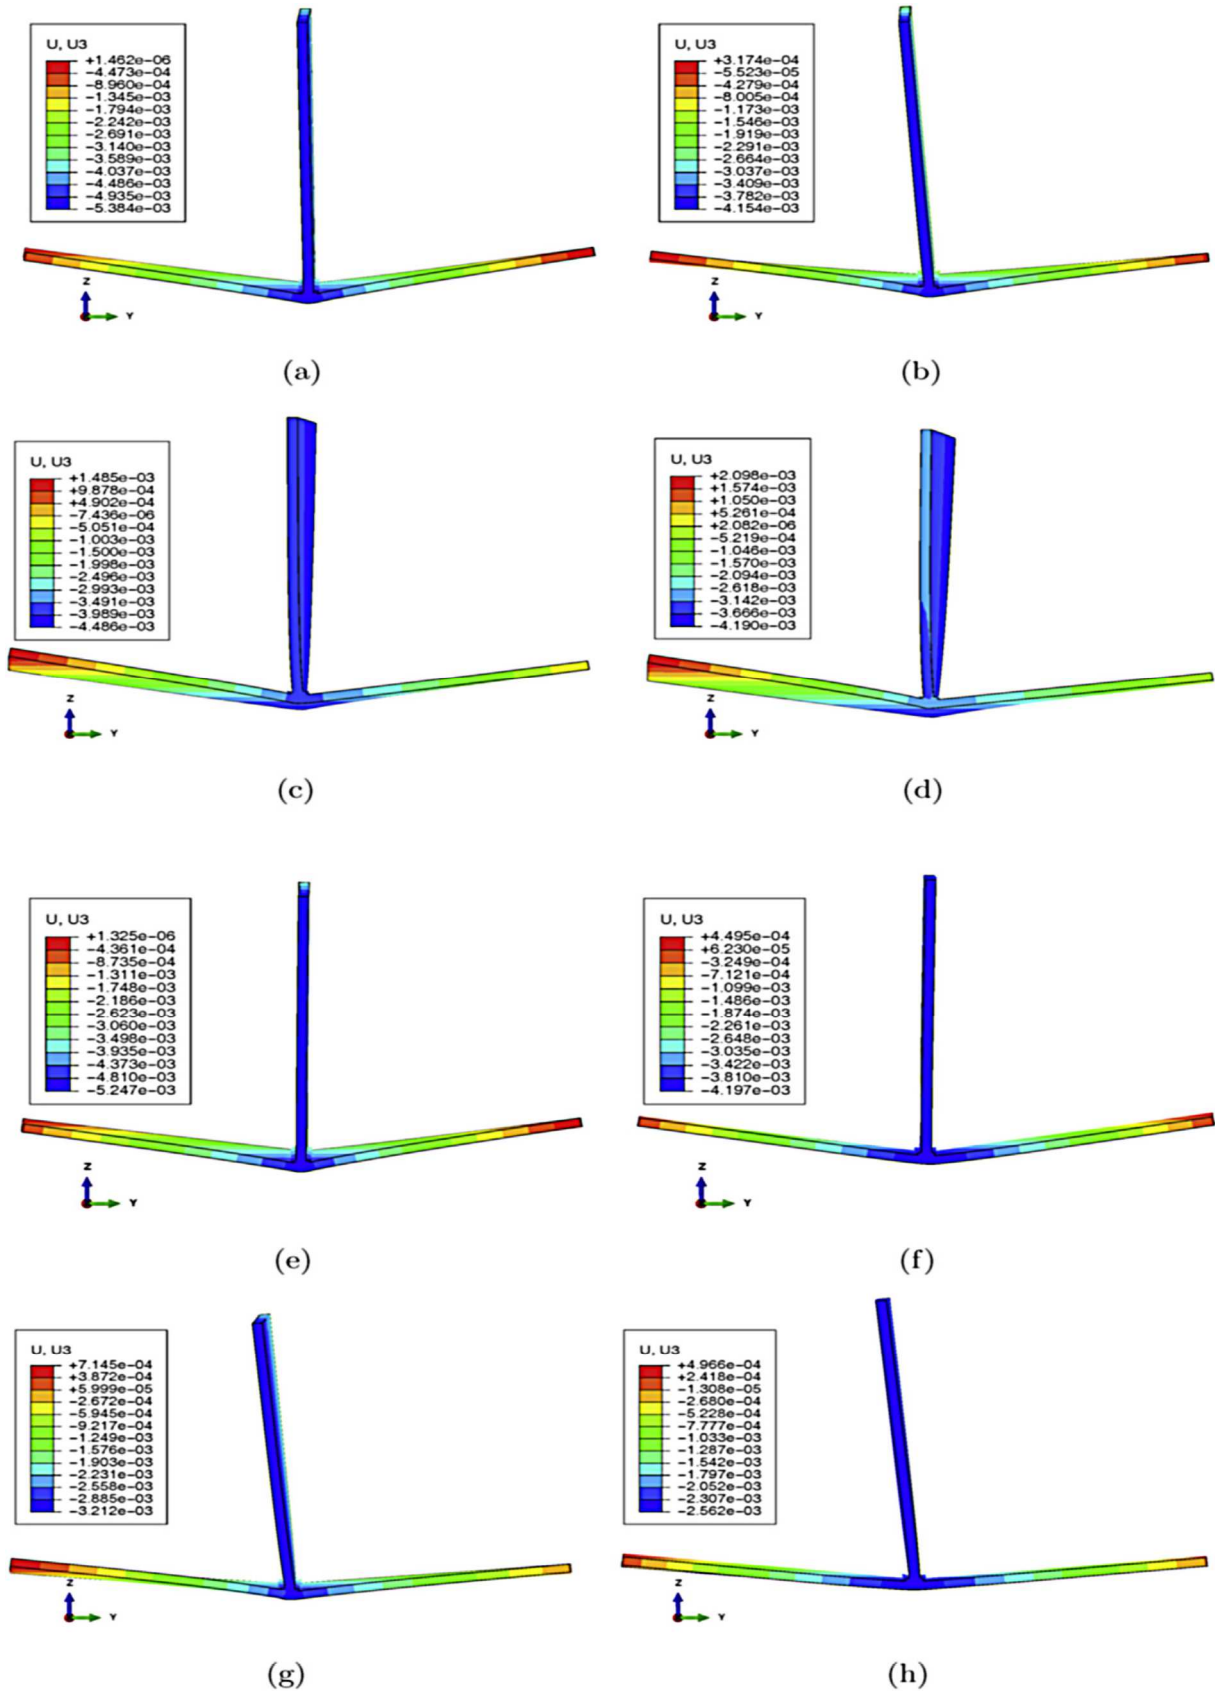 U, U3
+1.462e-06
-4.473e-04
-8.960e-04
-1.345e-03
-1.794e-03
-2.242e-03
-2.691e-03
-3.140e-03
-3.589e-03
-4.037e-03
-4.486e-03
-4.935e-03
-5.384e-03
Z
Y
(a)
U, U3
+3.174e-04
-5.523e-05
-4.279e-04
-8.005e-04
-1.173e-03
-1.546e-03
-1.919e-03
-2.291e-03
-2.664e-03
-3.037e-03
-3.409e-03
-3.782e-03
-4.154e-03
Z
Y
(b)
U, U3
+1.485e-03
+9.878e-04
+4.902e-04
-7.436e-06
-5.051e-04
-1.003e-03
-1.500e-03
-1.998e-03
-2.496e-03
-2.993e-03
-3.491e-03
-3.989e-03
-4.486e-03
Z
Y
(c)
U, U3
+2.098e-03
+1.574e-03
+1.050e-03
+5.261e-04
+2.082e-06
-5.219e-04
-1.046e-03
-1.570e-03
-2.094e-03
-2.618e-03
-3.142e-03
-3.666e-03
-4.190e-03
Z
Y
(d)
U, U3
+1.325e-06
-4.361e-04
-8.735e-04
-1.311e-03
-1.748e-03
-2.186e-03
-2.623e-03
-3.060e-03
-3.498e-03
-3.935e-03
-4.373e-03
-4.810e-03
-5.247e-03
Z
Y
(e)
U, U3
+4.495e-04
+6.230e-05
-3.249e-04
-7.121e-04
-1.099e-03
-1.486e-03
-1.874e-03
-2.261e-03
-2.648e-03
-3.035e-03
-3.422e-03
-3.810e-03
-4.197e-03
Z
Y
(f)
U, U3
+7.145e-04
+3.872e-04
+5.999e-05
-2.672e-04
-5.945e-04
-9.217e-04
-1.249e-03
-1.576e-03
-1.903e-03
-2.231e-03
-2.558e-03
-2.885e-03
-3.212e-03
Z
Y
(g)
U, U3
+4.966e-04
+2.418e-04
-1.308e-05
-2.680e-04
-5.228e-04
-7.777e-04
-1.033e-03
-1.287e-03
-1.542e-03
-1.797e-03
-2.052e-03
-2.307e-03
-2.562e-03
Z
Y
(h)